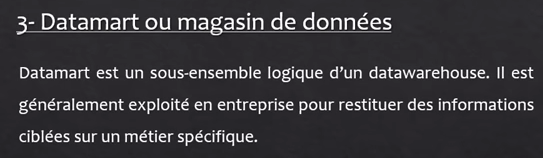 3- Datamart ou magasin de données
Datamart est un sous-ensemble logique d'un datawarehouse. Il est
généralement exploité en entreprise pour restituer des informations
ciblées sur un métier spécifique.